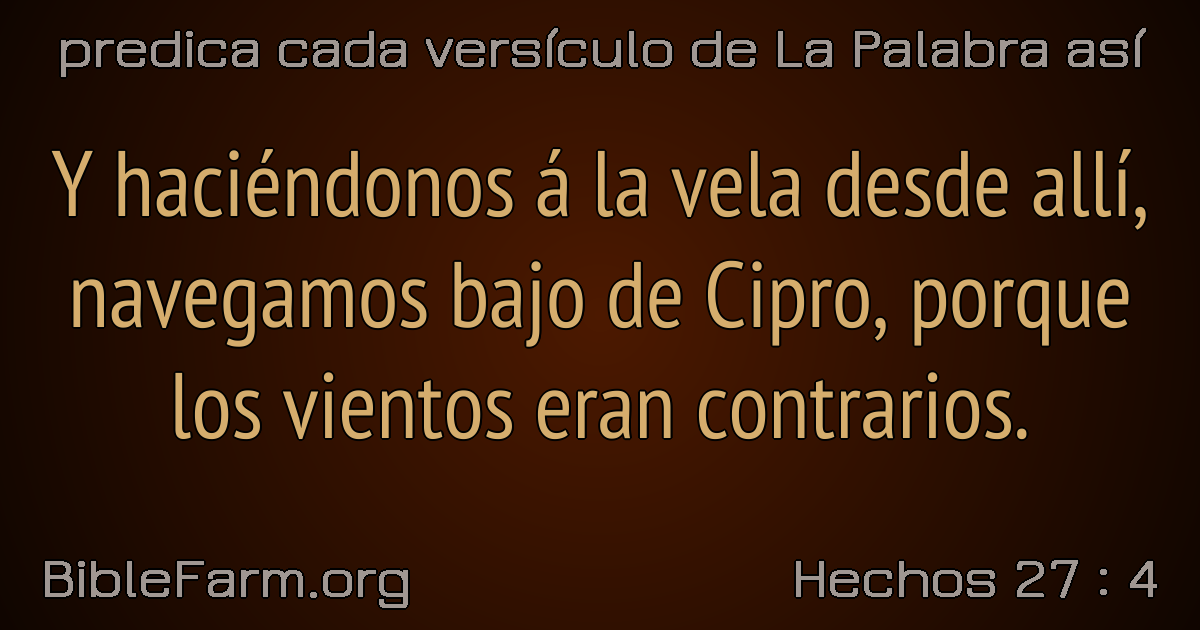 predica cada versículo de La Palabra así
Y haciéndonos á la vela desde allí,
navegamos bajo de Cipro, porque
los vientos eran contrarios.
BibleFarm.org
Hechos 27 : 4